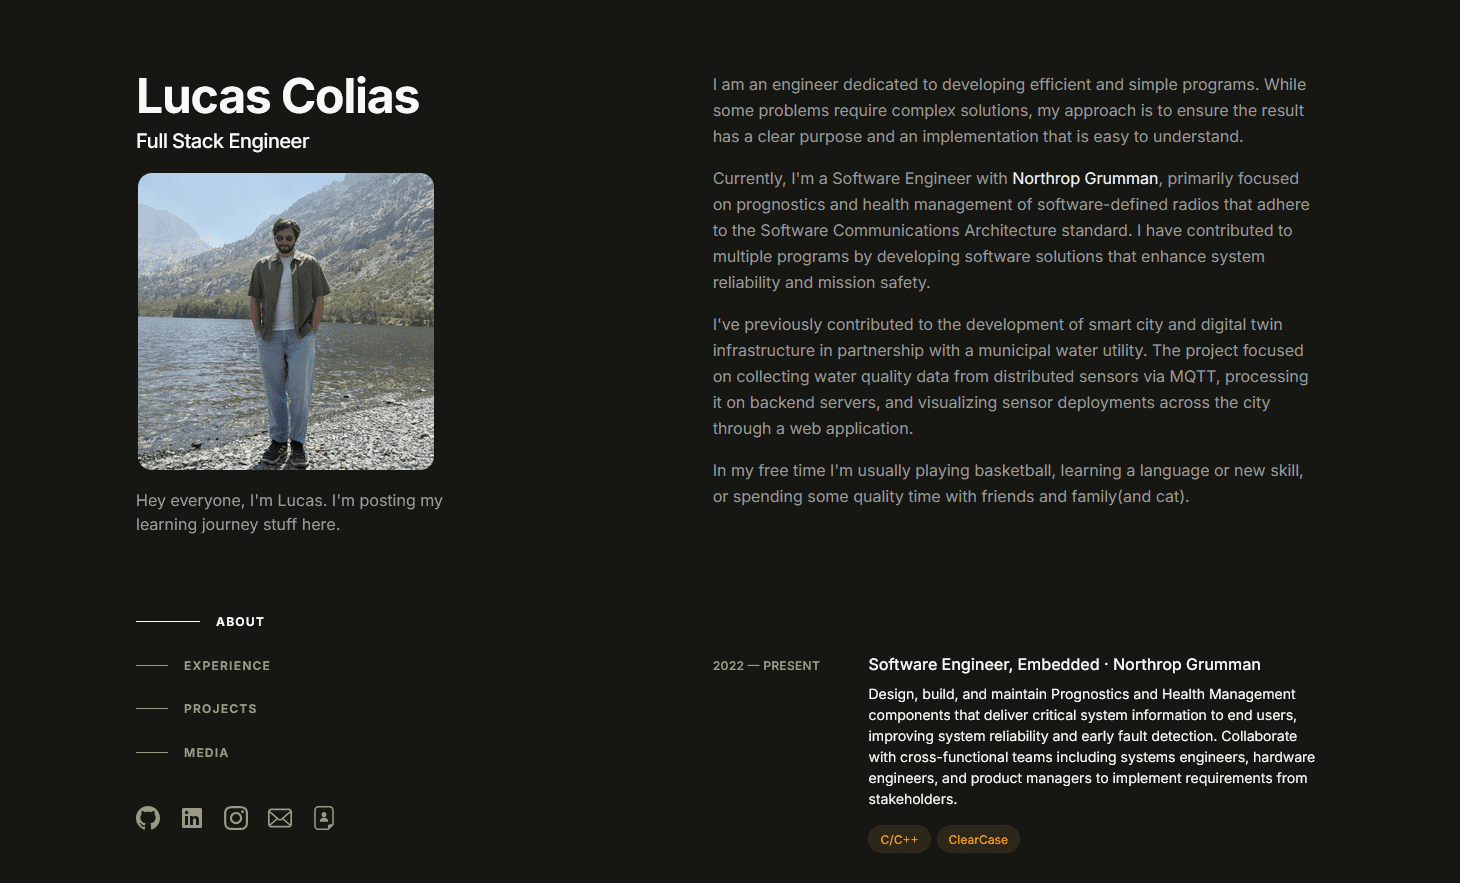 Lucas Colias
Full Stack Engineer
Hey everyone, I'm Lucas. I'm posting my
learning journey stuff here.
ABOUT
EXPERIENCE
PROJECTS
MEDIA
I am an engineer dedicated to developing efficient and simple programs. While
some problems require complex solutions, my approach is to ensure the result
has a clear purpose and an implementation that is easy to understand.
Currently, I'm a Software Engineer with Northrop Grumman, primarily focused
on prognostics and health management of software-defined radios that adhere
to the Software Communications Architecture standard. I have contributed to
multiple programs by developing software solutions that enhance system
reliability and mission safety.
I've previously contributed to the development of smart city and digital twin
infrastructure in partnership with a municipal water utility. The project focused
on collecting water quality data from distributed sensors via MQTT, processing
it on backend servers, and visualizing sensor deployments across the city
through a web application.
In my free time I'm usually playing basketball, learning a language or new skill,
or spending some quality time with friends and family(and cat).
2022 — PRESENT
Software Engineer, Embedded · Northrop Grumman
Design, build, and maintain Prognostics and Health Management
components that deliver critical system information to end users,
improving system reliability and early fault detection. Collaborate
with cross-functional teams including systems engineers, hardware
engineers, and product managers to implement requirements from
stakeholders.
C/C++
ClearCase